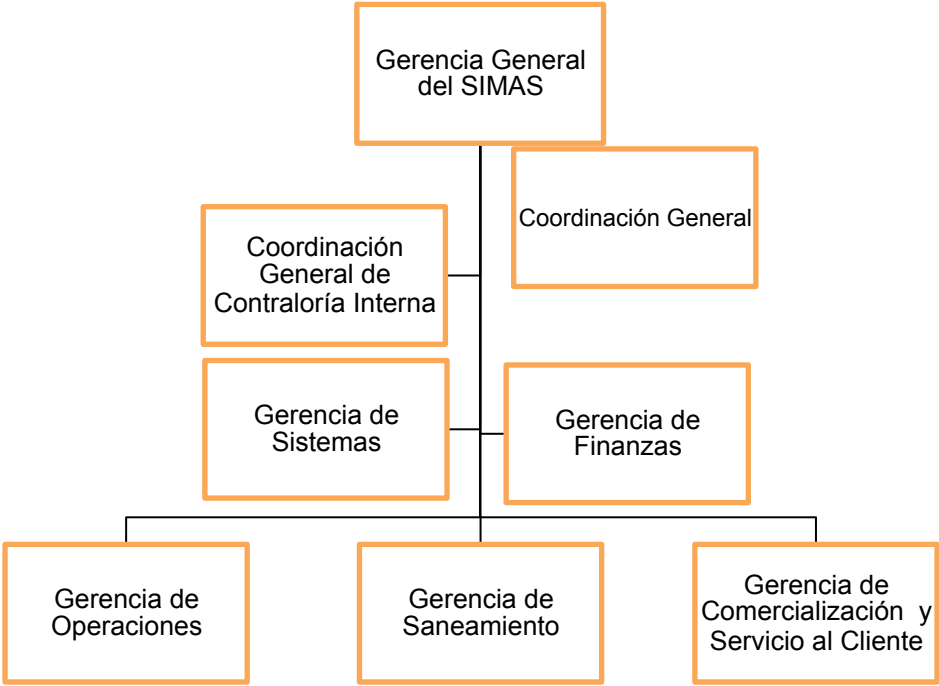 Gerencia General
del SIMAS
Coordinación General
Coordinación
General de
Contraloría Interna
Gerencia de
Sistemas
Gerencia de
Finanzas
Gerencia de
Operaciones
Gerencia de
Saneamiento
Gerencia de
Comercialización y
Servicio al Cliente